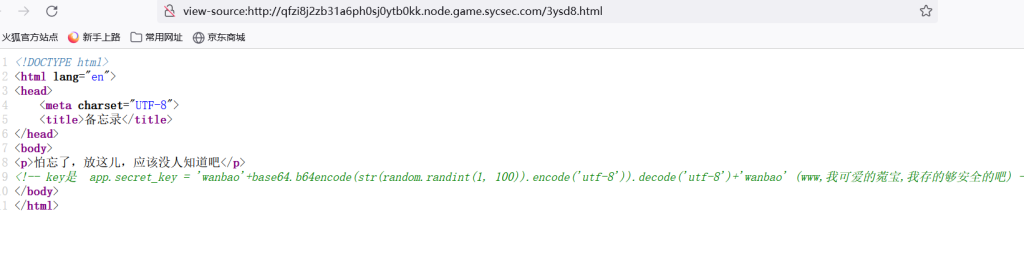 view-source:http://qfzi8j2zb31a6ph0sj0ytb0kk.node.game.sycsec.com/3ysd8.html
火狐官方站点 新手上路 常用网址 京东商城
1 <!DOCTYPE html>
2 <html lang="en">
3 <head>
4 <meta charset="UTF-8">
5 <title>备忘录</title>
6 </head>
7 <body>
8 <p>怕忘了，放这儿，应该没人知道吧</p>
9 <!-- key是 app.secret_key = 'wanbao'+base64.b64encode(str(random.randint(1, 100)).encode('utf-8')).decode('utf-8')+'wanbao' (www,我可爱的菀宝,我存的够安全的吧) -
0 </body>
1 </html>